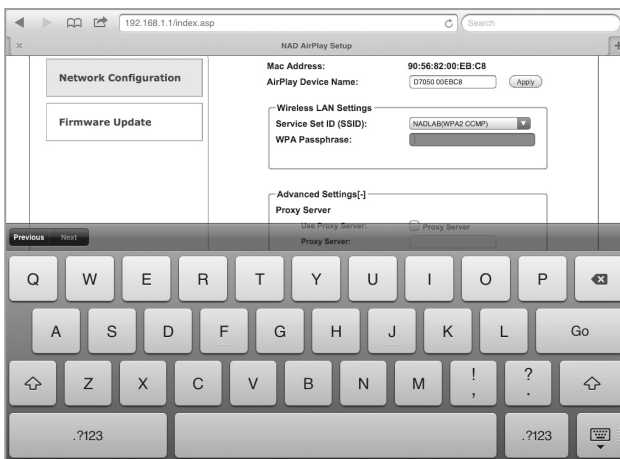 192.168.1.1/index.asp
Search
NAD AirPlay Setup
Network Configuration
Firmware Update
Mac Address: 90:56:82:00:EB:C8
AirPlay Device Name: D7050 00EBC8 Apply
Wireless LAN Settings
Service Set ID (SSID): NADLAB(WPA2 CCMP)
WPA Passphrase:
Advanced Settings[-]
Proxy Server
Use Proxy Server: Proxy Server
Proxy Server:
Previous Next
Q W E R T Y U I O P
A S D F G H J K L Go
Z X C V B N M ! , ? .
.?123 .?123